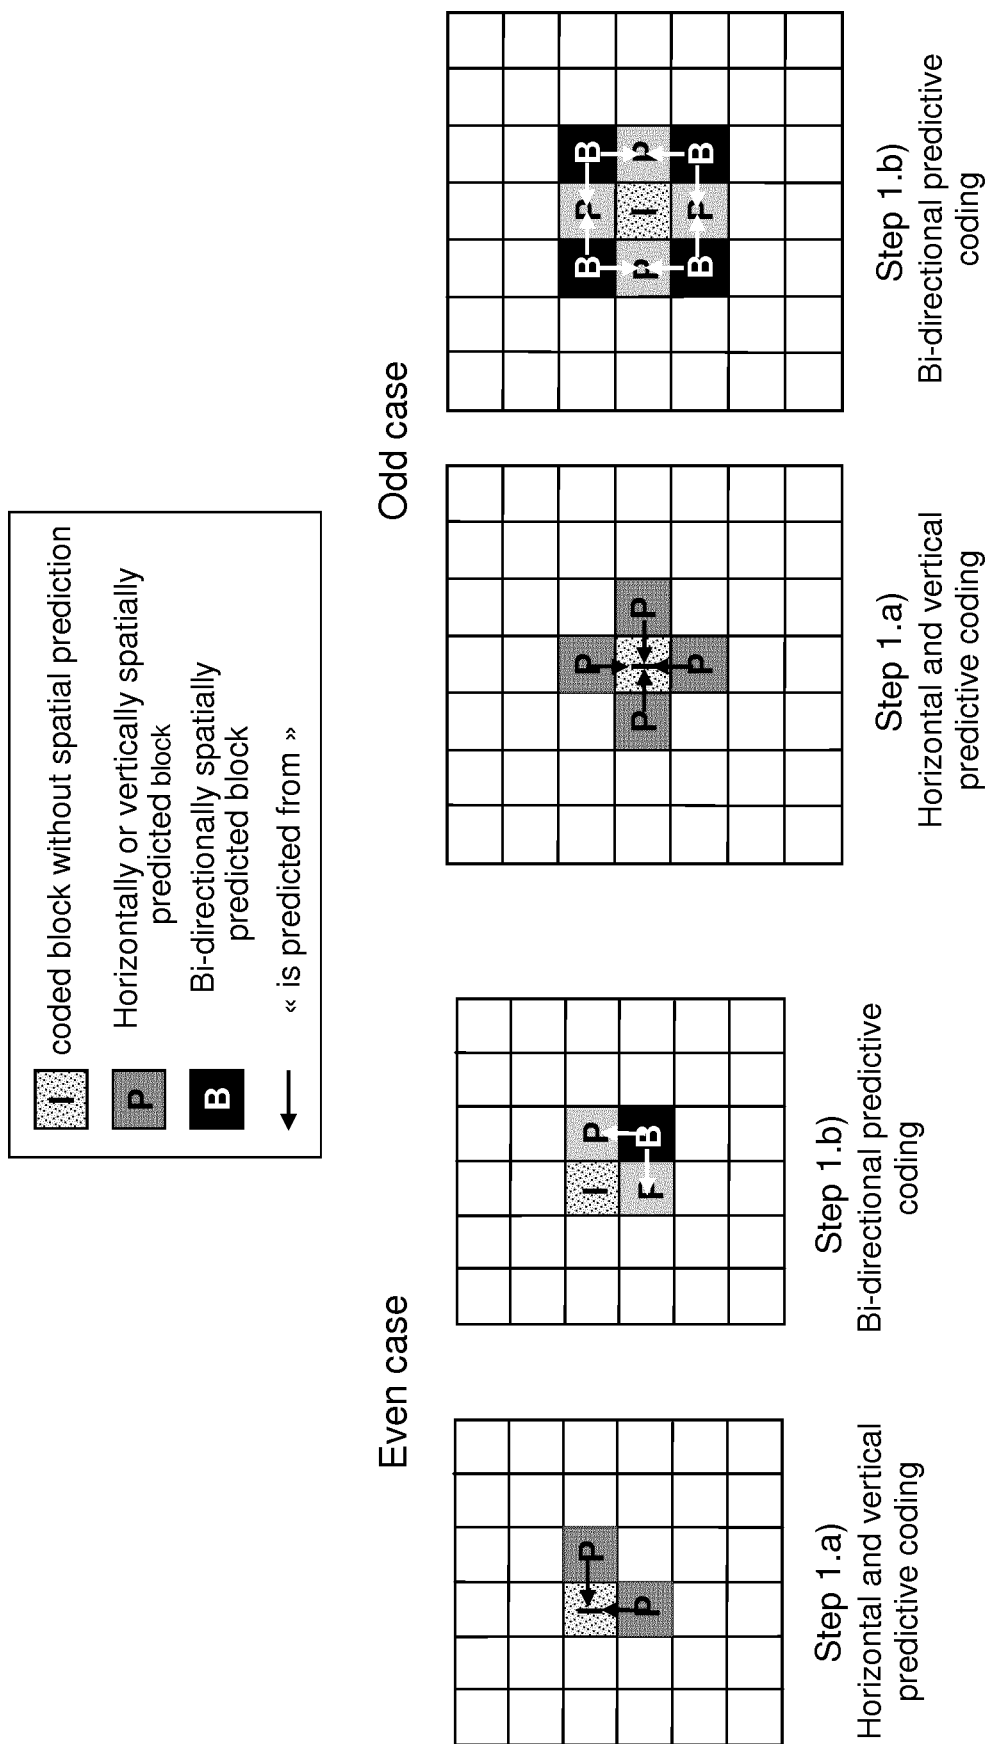 I coded block without spatial prediction
P Horizontally or vertically spatially
predicted block
B Bi-directionally spatially
predicted block
« is predicted from »
Even case
Odd case
I P
P
I P
P B
P
P I P
P
B P B
P I P
B P B
Step 1.a)
Horizontal and vertical
predictive coding
Step 1.b)
Bi-directional predictive
coding
Step 1.a)
Horizontal and vertical
predictive coding
Step 1.b)
Bi-directional predictive
coding